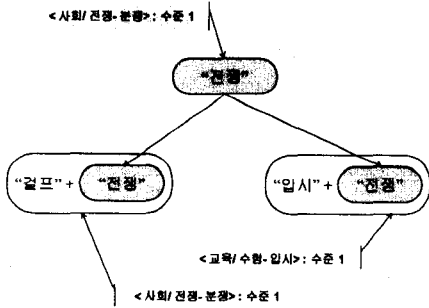 <사회/ 전쟁-분쟁> : 수준 1
“전쟁”
“걸프” + “전쟁”
“입시” + “전쟁”
<교육/ 수험-입시> : 수준 1
<사회/ 전쟁-분쟁> : 수준 1